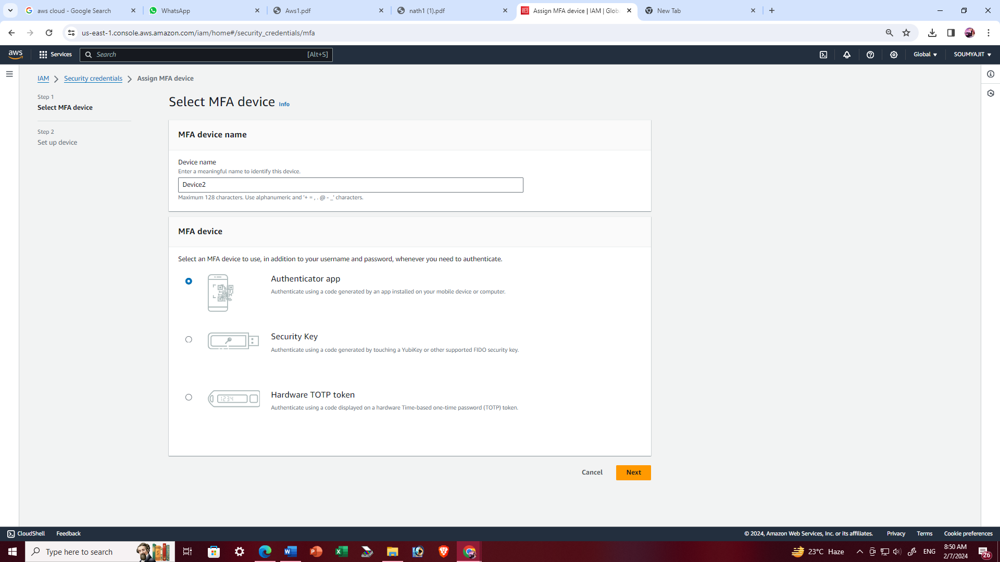 aws cloud - Google Search
WhatsApp
Aws1.pdf
nath1 (1).pdf
Assign MFA device | IAM | Glob
New Tab
us-east-1.console.aws.amazon.com/iam/home#/security_credentials/mfa
aws
Services
Search
[Alt+S]
Global
SOUMYAJIT
IAM
Security credentials
Assign MFA device
Step 1
Select MFA device
Step 2
Set up device
Select MFA device Info
MFA device name
Device name
Enter a meaningful name to identify this device.
Device2
Maximum 128 characters. Use alphanumeric and '+ = , . @ - _' characters.
MFA device
Select an MFA device to use, in addition to your username and password, whenever you need to authenticate.
Authenticator app
Authenticate using a code generated by an app installed on your mobile device or computer.
Security Key
Authenticate using a code generated by touching a YubiKey or other supported FIDO security key.
1234
Hardware TOTP token
Authenticate using a code displayed on a hardware Time-based one-time password (TOTP) token.
Cancel
Next
CloudShell
Feedback
© 2024, Amazon Web Services, Inc. or its affiliates.
Privacy
Terms
Cookie preferences
Type here to search
23°C Haze
ENG
8:50 AM
2/7/2024
26